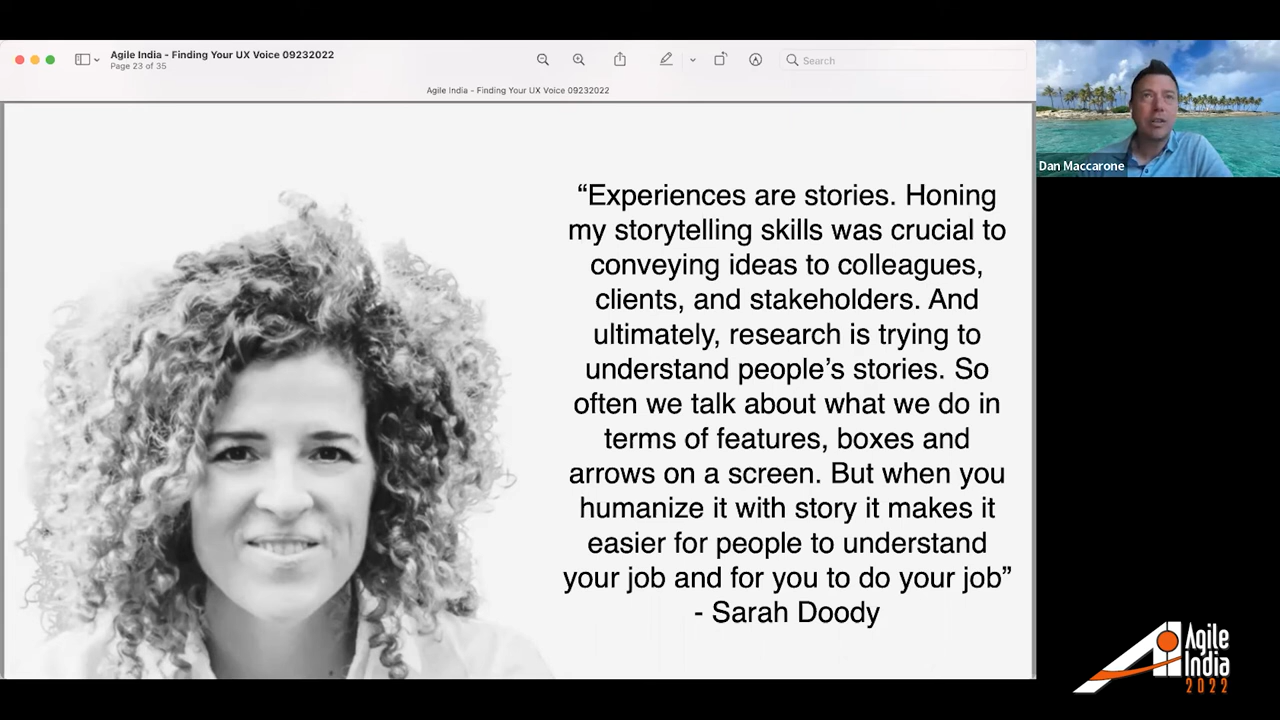 Agile India - Finding Your UX Voice 09232022
Page 23 of 35
Search
Agile India - Finding Your UX Voice 09232022
Dan Maccarone
“Experiences are stories. Honing
my storytelling skills was crucial to
conveying ideas to colleagues,
clients, and stakeholders. And
ultimately, research is trying to
understand people’s stories. So
often we talk about what we do in
terms of features, boxes and
arrows on a screen. But when you
humanize it with story it makes it
easier for people to understand
your job and for you to do your job”
- Sarah Doody
Agile
India
2022